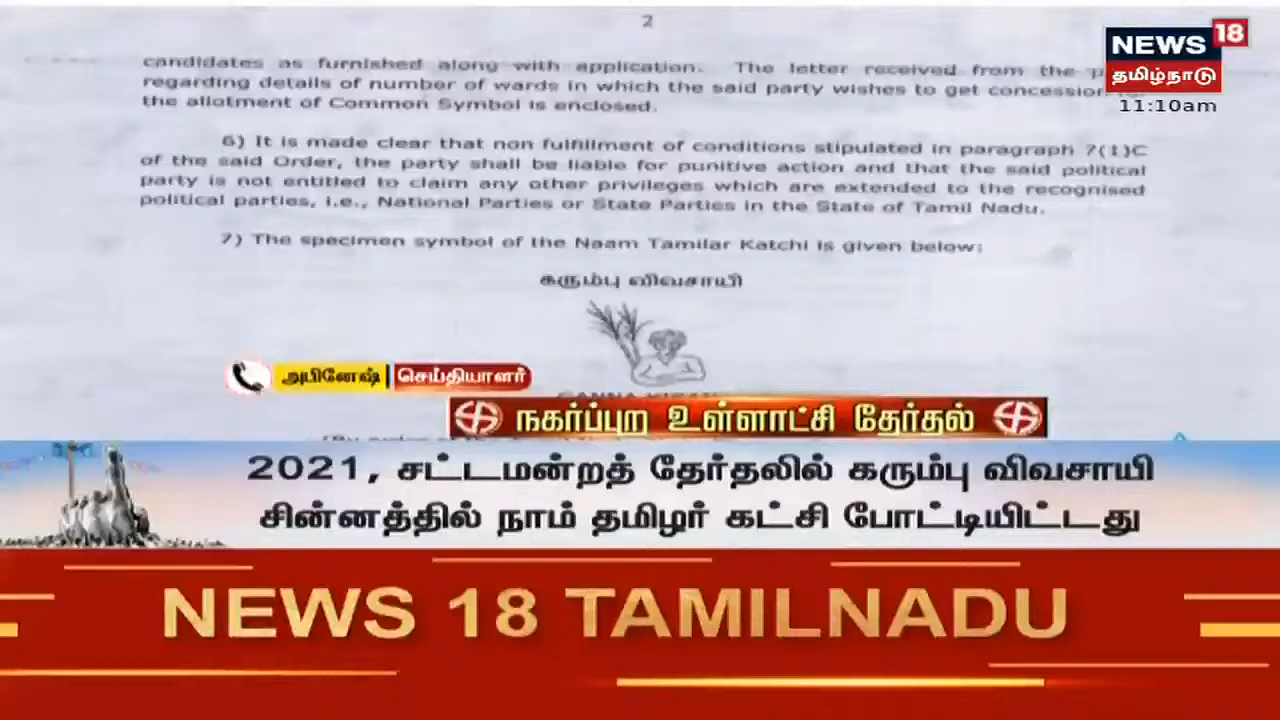 2
candidates as furnished along with application. The letter received from the
regarding details of number of wards in which the said party wishes to get concession
the allotment of Common Symbol is enclosed.
6) It is made clear that non fulfillment of conditions stipulated in paragraph 7(1)C
of the said Order, the party shall be liable for punitive action and that the said political
party is not entitled to claim any other privileges which are extended to the recognised
political parties, i.e., National Parties or State Parties in the State of Tamil Nadu.
7) The specimen symbol of the Naam Tamilar Katchi is given below:
கரும்பு விவசாயி
NEWS 18
தமிழ்நாடு
11:10am
அபினேஷ் செய்தியாளர்
நகர்ப்புற உள்ளாட்சி தேர்தல்
2021, சட்டமன்றத் தேர்தலில் கரும்பு விவசாயி
சின்னத்தில் நாம் தமிழர் கட்சி போட்டியிட்டது
NEWS 18 TAMILNADU